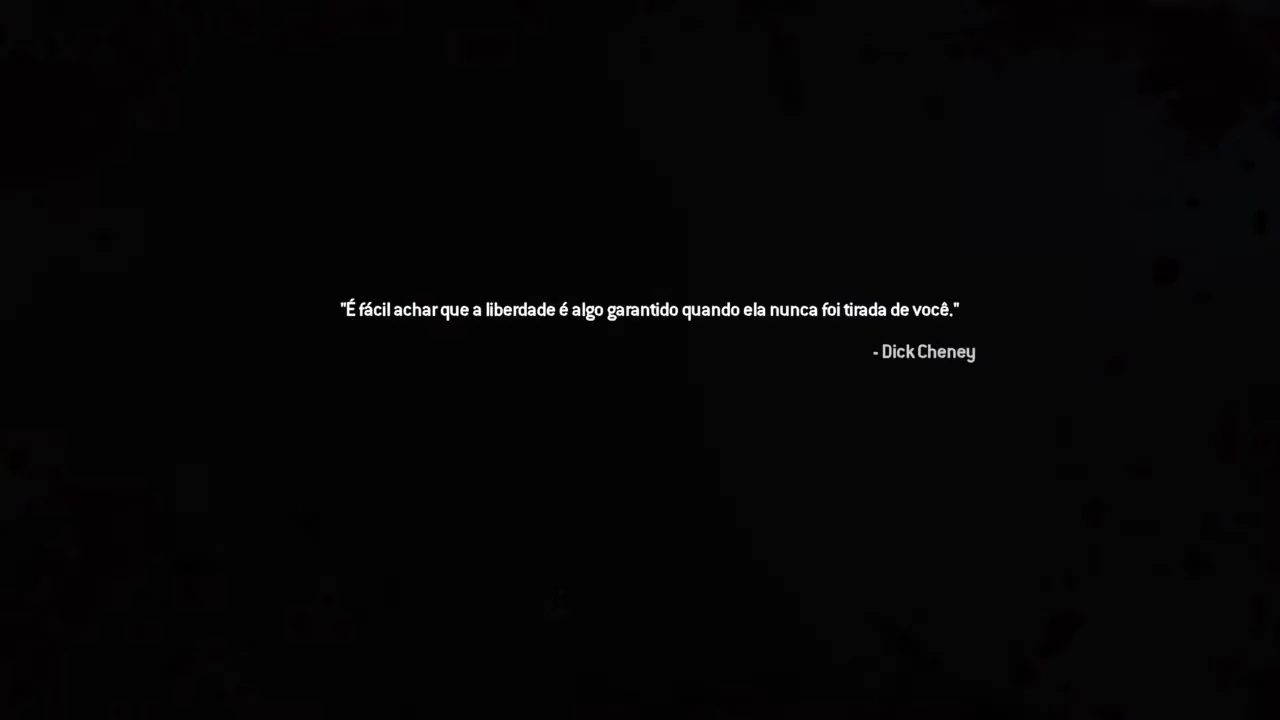 "É fácil achar que a liberdade é algo garantido quando ela nunca foi tirada de você."
- Dick Cheney